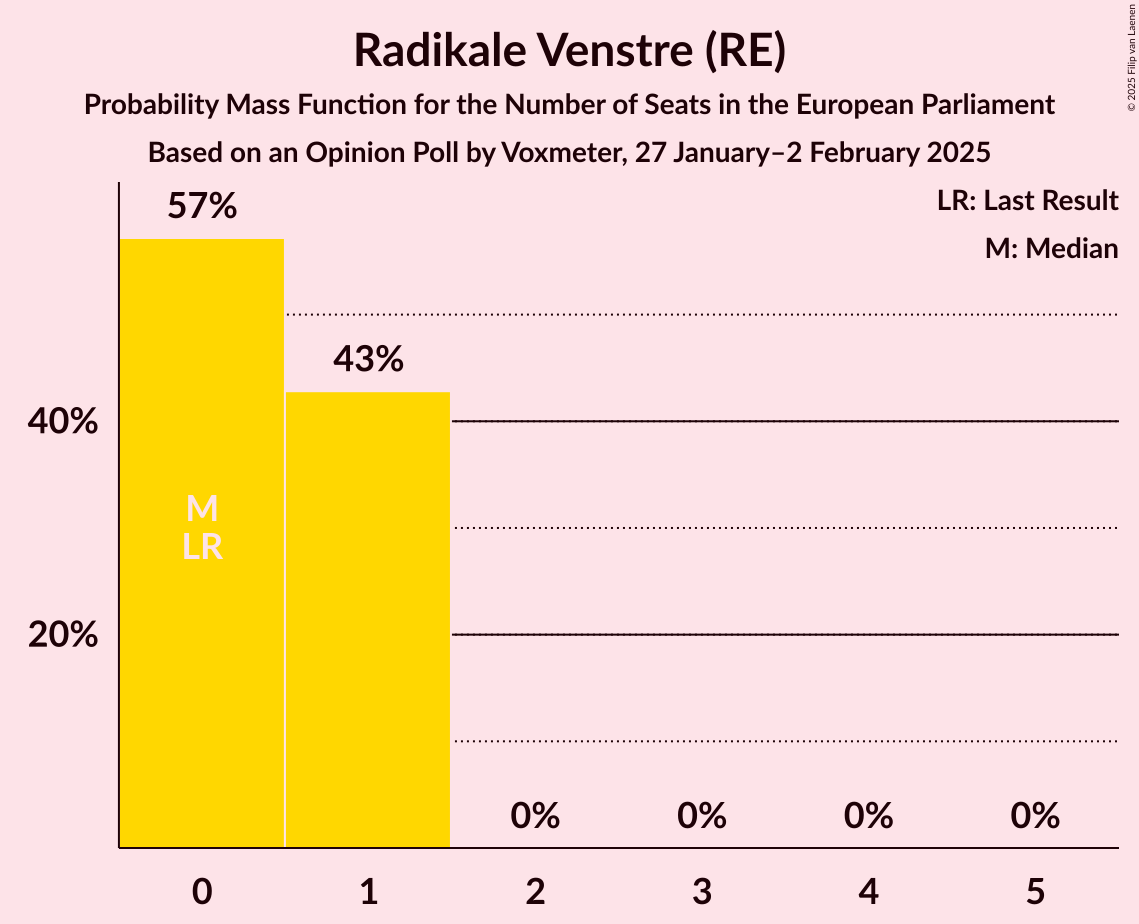 Radikale Venstre (RE)
Probability Mass Function for the Number of Seats in the European Parliament
Based on an Opinion Poll by Voxmeter, 27 January–2 February 2025
© 2025 Filip van Laenen
LR: Last Result
M: Median
57%
43%
40%
20%
M
LR
0%
0%
0%
0%
0
1
2
3
4
5